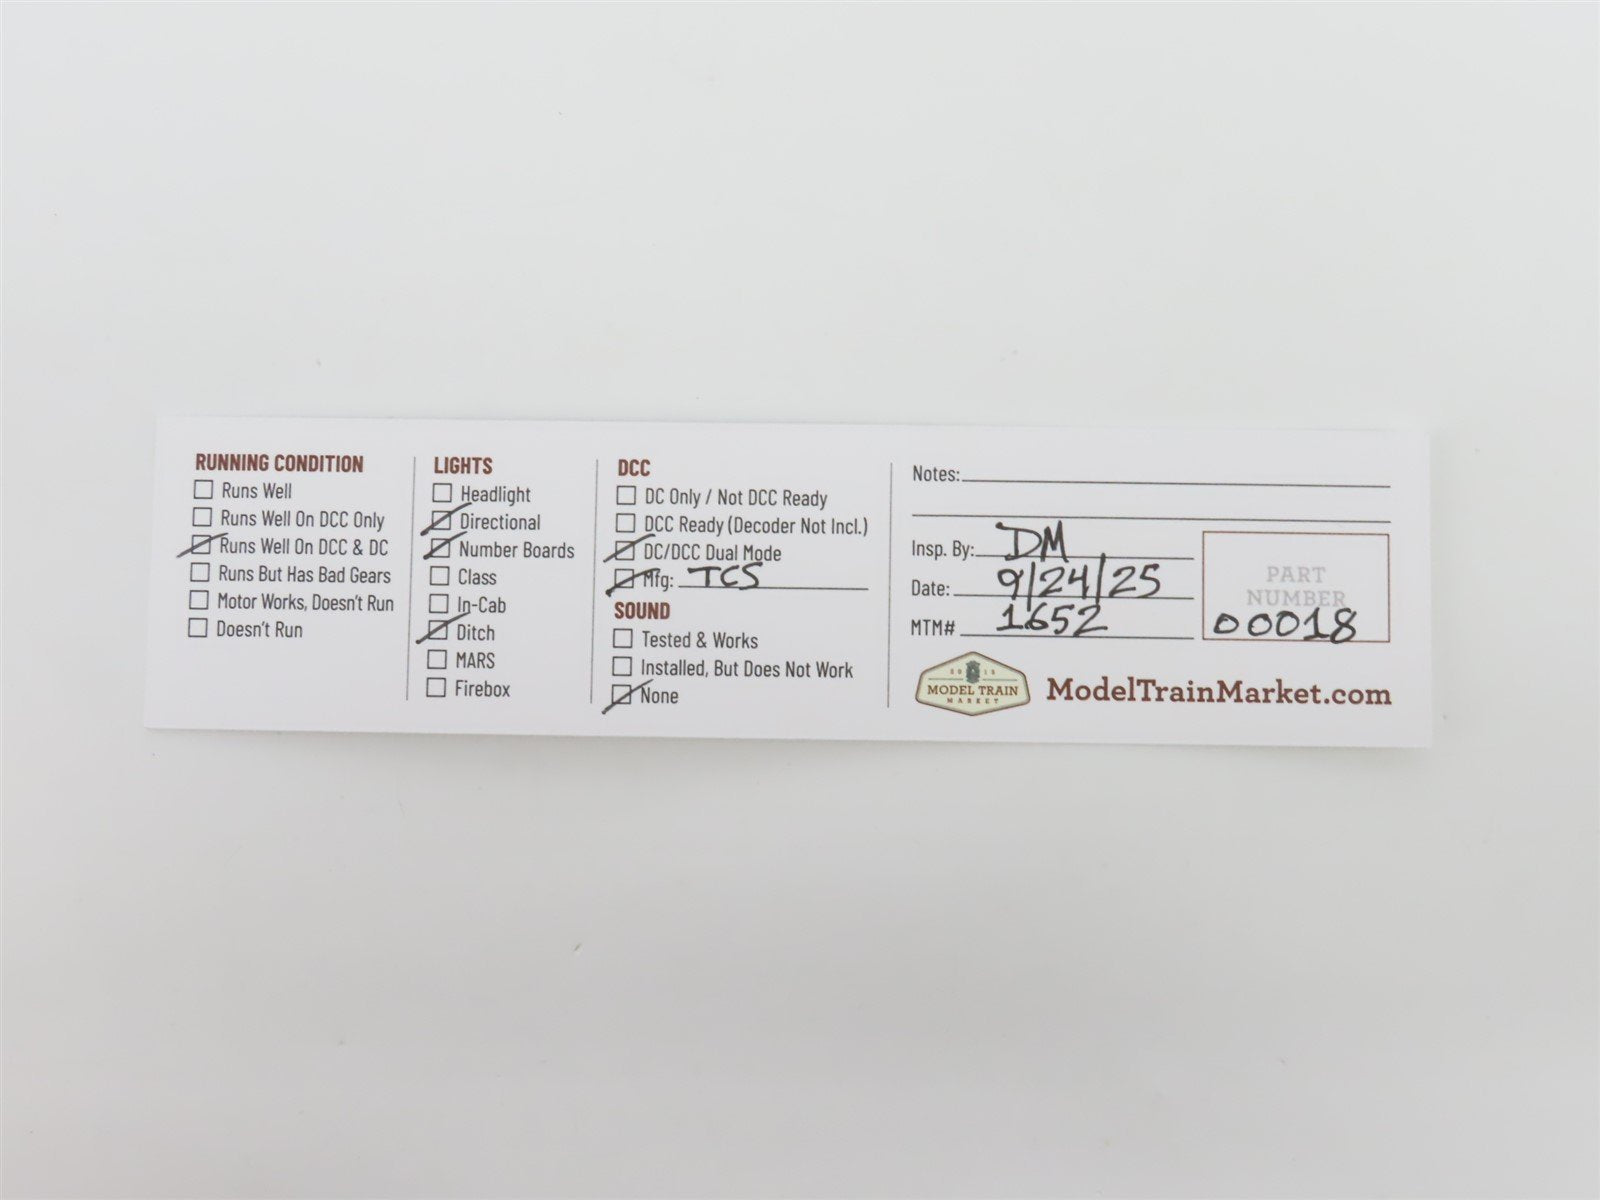 RUNNING CONDITION
Runs Well
Runs Well On DCC Only
Runs Well On DCC & DC
Runs But Has Bad Gears
Motor Works, Doesn't Run
Doesn't Run
LIGHTS
Headlight
Directional
Number Boards
Class
In-Cab
Ditch
MARS
Firebox
DCC
DC Only / Not DCC Ready
DCC Ready (Decoder Not Incl.)
DC/DCC Dual Mode
Mfg: TCS
SOUND
Tested & Works
Installed, But Does Not Work
None
Notes:
Insp. By: DM
Date: 9/24/25
MTM# 1652
PART
NUMBER
00018
2015
MODEL TRAIN
MARKET
ModelTrainMarket.com